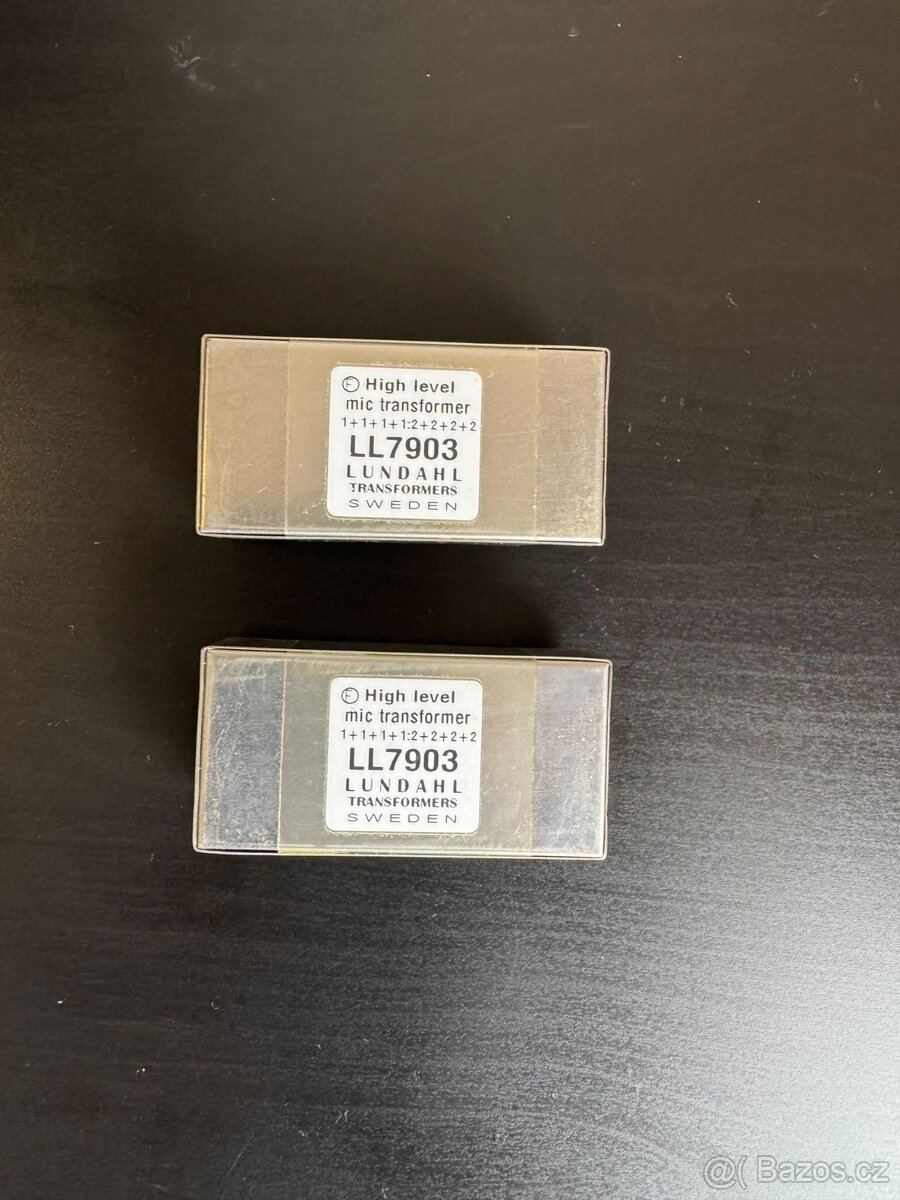 Ⓔ High level
mic transformer
1+1+1+1:2+2+2+2
LL7903
LUNDAHL
TRANSFORMERS
SWEDEN
Ⓔ High level
mic transformer
1+1+1+1:2+2+2+2
LL7903
LUNDAHL
TRANSFORMERS
SWEDEN
@( Bazos.cz